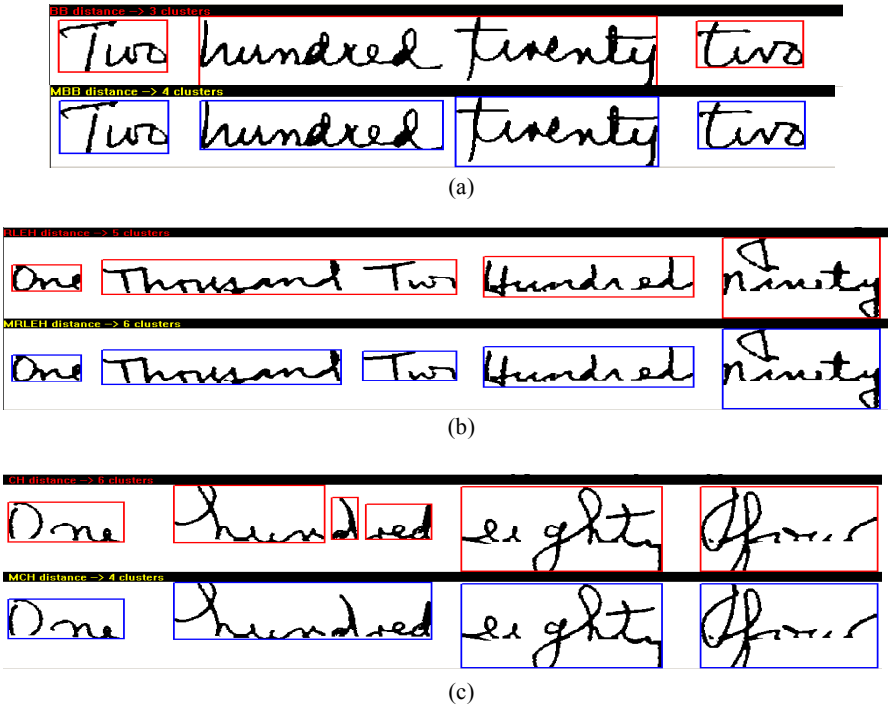 BB distance --> 3 clusters
Two hundred twenty two
MBB distance --> 4 clusters
Two hundred twenty two
(a)
RLEH distance --> 5 clusters
One Thousand Two Hundred Ninety
MRLEH distance --> 6 clusters
One Thousand Two Hundred Ninety
(b)
CH distance --> 6 clusters
One hundred eighty four
MCH distance --> 4 clusters
One hundred eighty four
(c)